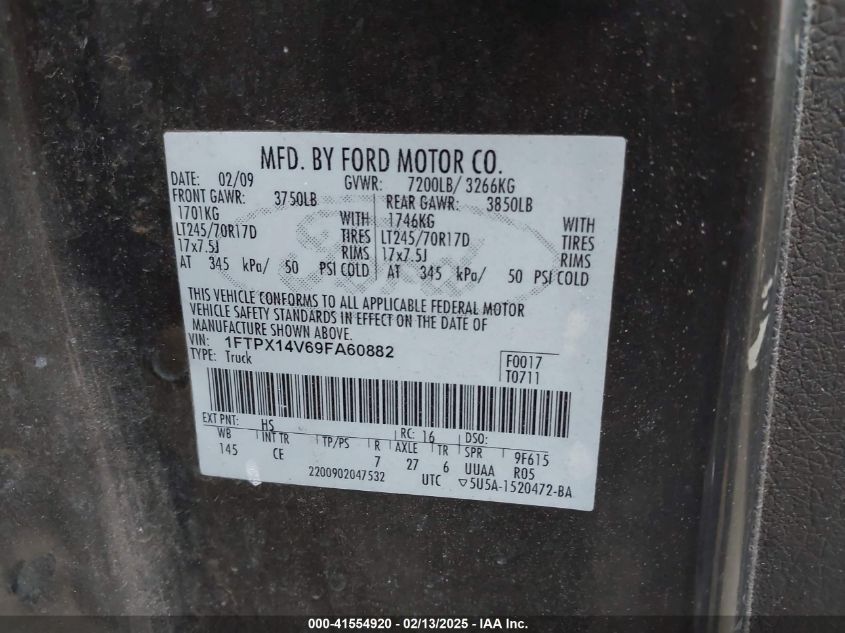 MFD. BY FORD MOTOR CO.
DATE: 02/09 GVWR: 7200LB/ 3266KG
FRONT GAWR: 3750LB REAR GAWR: 3850LB
1701KG WITH 1746KG WITH
LT245/70R17D TIRES LT245/70R17D TIRES
17x7.5J RIMS 17x7.5J RIMS
AT 345 kPa/ 50 PSI COLD AT 345 kPa/ 50 PSI COLD
THIS VEHICLE CONFORMS TO ALL APPLICABLE FEDERAL MOTOR
VEHICLE SAFETY STANDARDS IN EFFECT ON THE DATE OF
MANUFACTURE SHOWN ABOVE.
VIN: 1FTPX14V69FA60882
TYPE: Truck
F0017
T0711
EXT PNT: HS RC: 16 DSO:
WB INT TR TP/PS R AXLE TR SPR 9F615
145 CE 7 27 6 UUAA R05
2200902047532 UTC ▽5U5A-1520472-BA
000-41554920 - 02/13/2025 - IAA Inc.